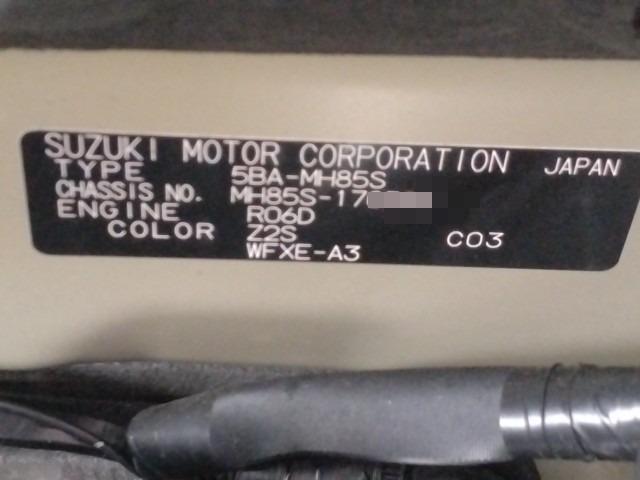 SUZUKI MOTOR CORPORATION JAPAN
TYPE 5BA-MH85S
CHASSIS NO. MH85S-17
ENGINE R06D
COLOR Z2S C03
WFXE-A3